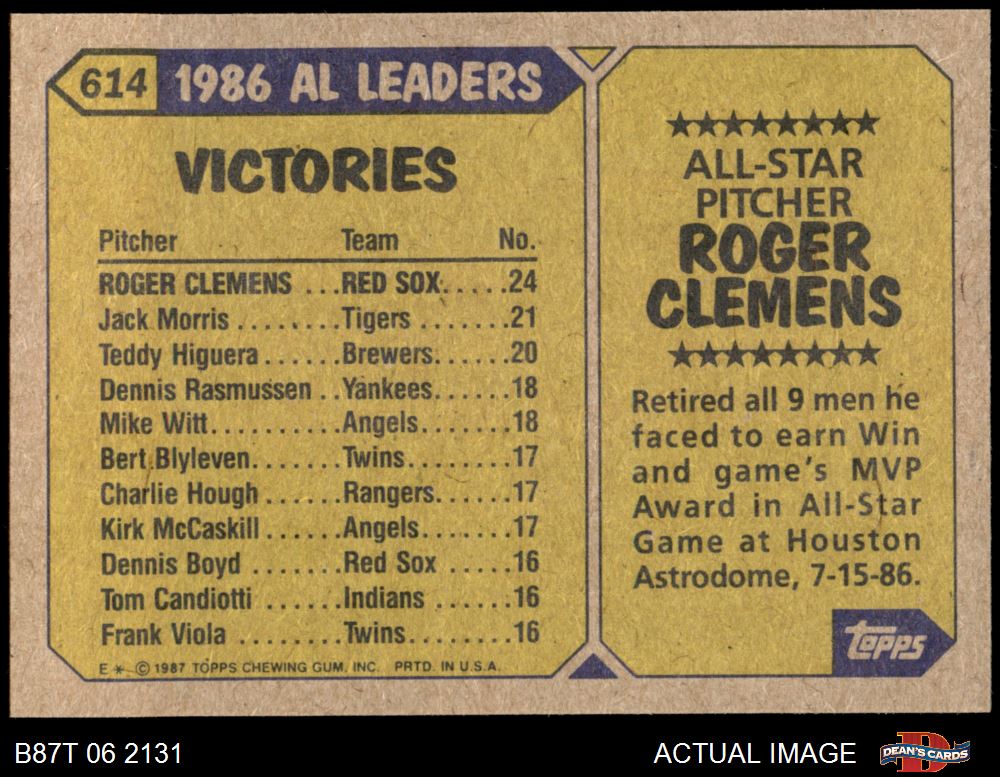 614 1986 AL LEADERS
VICTORIES
Pitcher Team No.
ROGER CLEMENS ...RED SOX.....24
Jack Morris ........Tigers .......21
Teddy Higuera......Brewers......20
Dennis Rasmussen ..Yankees......18
Mike Witt..........Angels.......18
Bert Blyleven.......Twins........17
Charlie Hough ......Rangers......17
Kirk McCaskill......Angels.......17
Dennis Boyd .......Red Sox .....16
Tom Candiotti ......Indians ......16
Frank Viola ........Twins........16
E * © 1987 TOPPS CHEWING GUM, INC. PRTD. IN U.S.A.
★★★★★★★★
ALL-STAR
PITCHER
ROGER
CLEMENS
★★★★★★★★
Retired all 9 men he
faced to earn Win
and game's MVP
Award in All-Star
Game at Houston
Astrodome, 7-15-86.
topps
B87T 06 2131 ACTUAL IMAGE DEAN'S CARDS